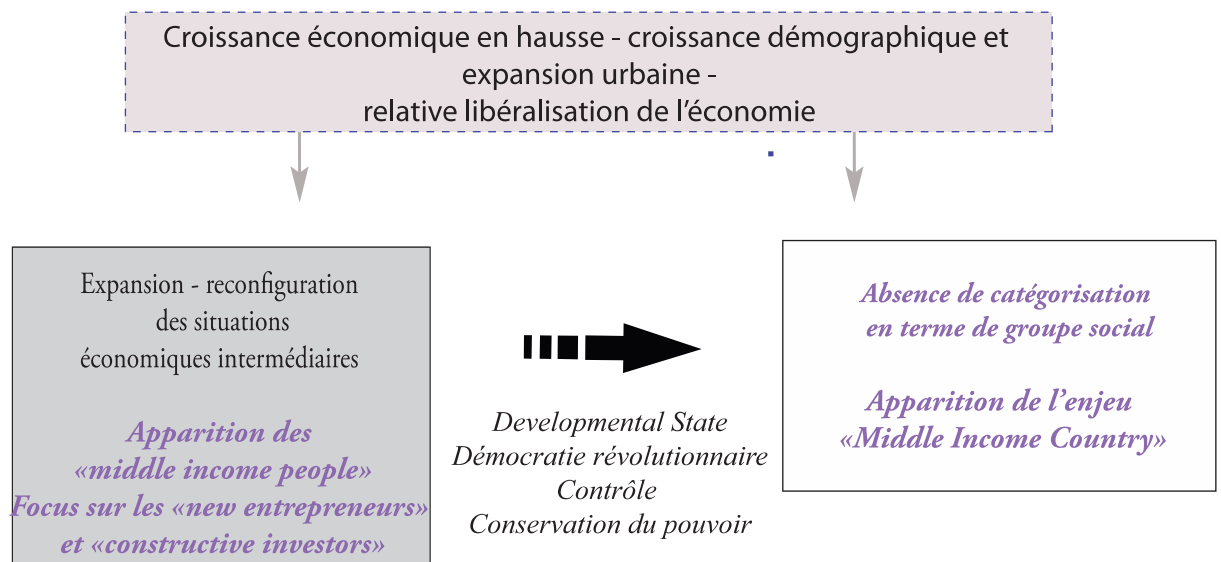 Croissance économique en hausse - croissance démographique et
expansion urbaine -
relative libéralisation de l’économie
Expansion - reconfiguration
des situations
économiques intermédiaires
Apparition des
«middle income people»
Focus sur les «new entrepreneurs»
et «constructive investors»
Developmental State
Démocratie révolutionnaire
Contrôle
Conservation du pouvoir
Absence de catégorisation
en terme de groupe social
Apparition de l’enjeu
«Middle Income Country»